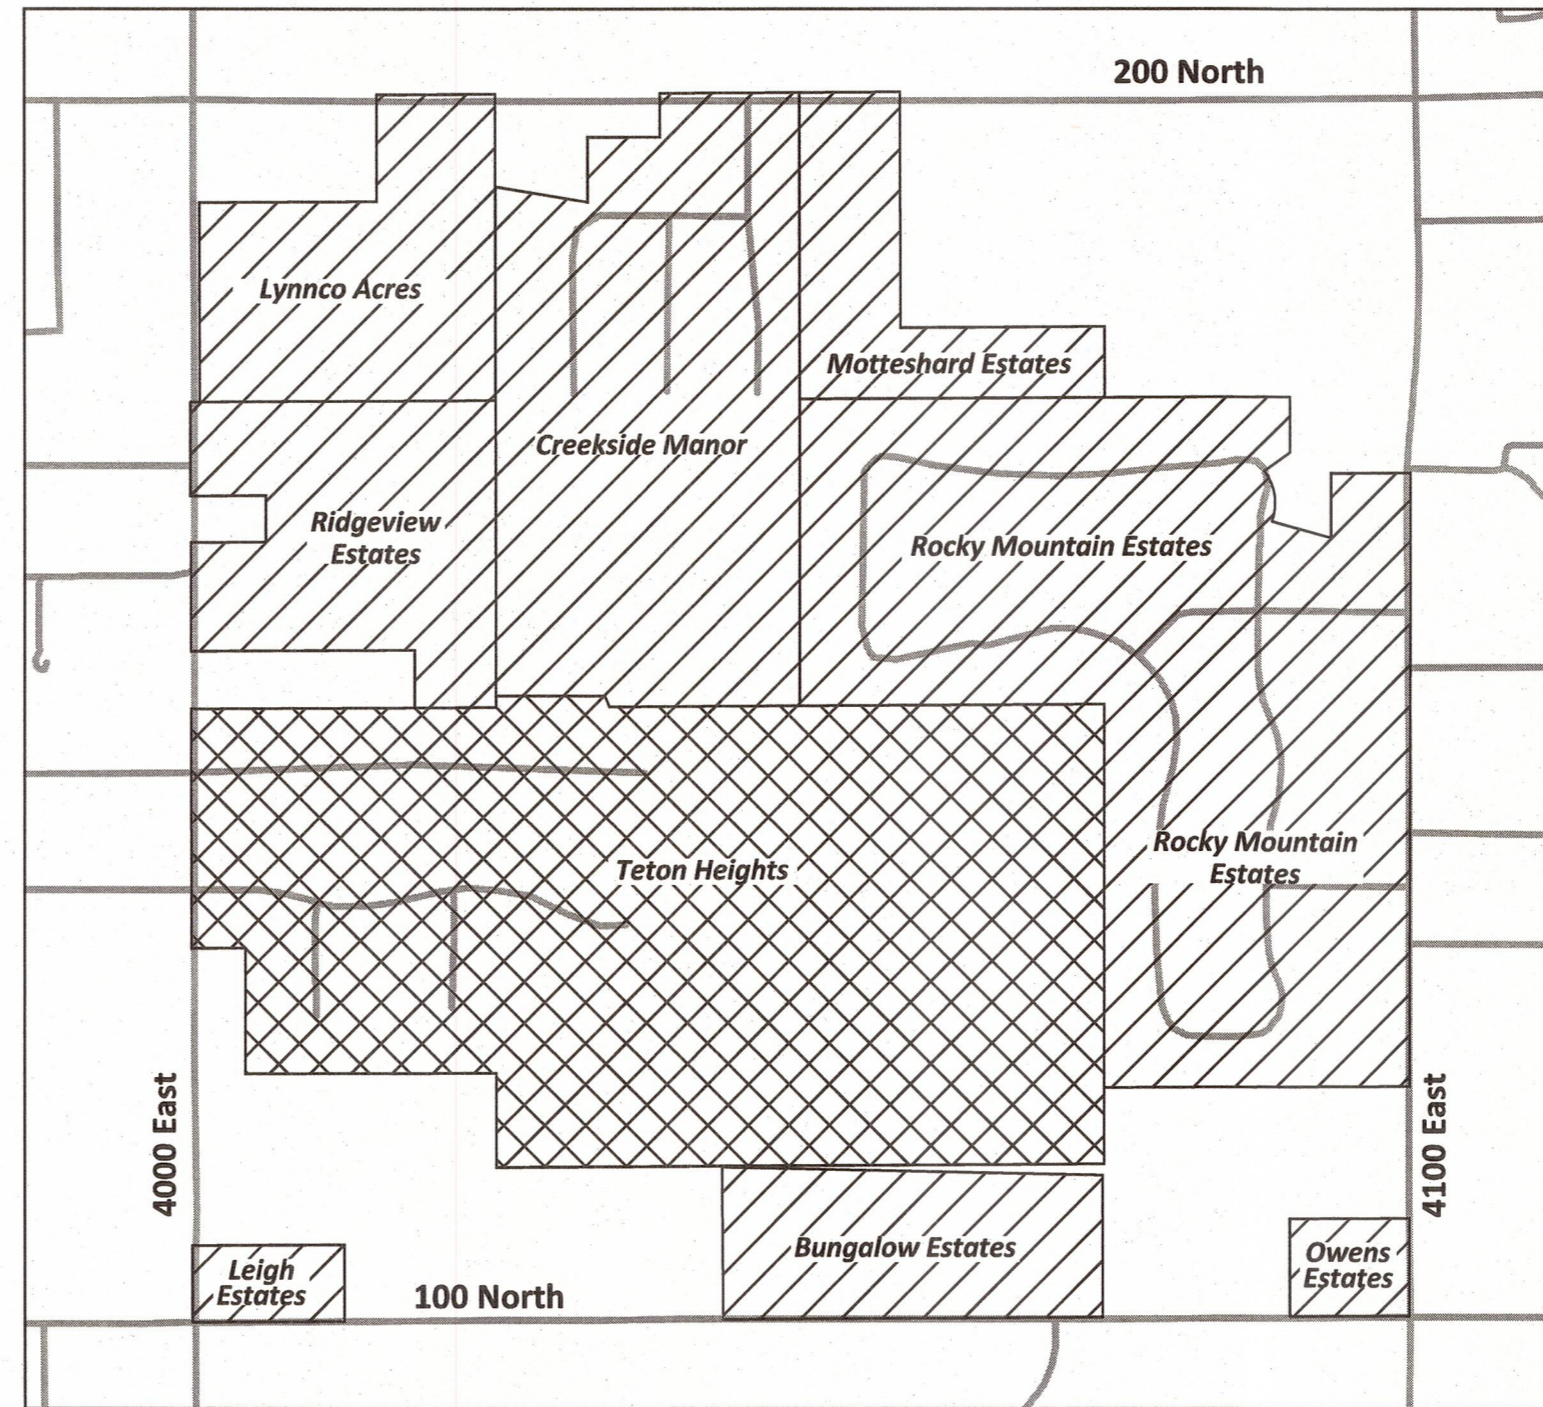 200 North
Lynnco Acres
Motteshard Estates
Creekside Manor
Ridgeview
Estates
Rocky Mountain Estates
Rocky Mountain
Estates
Teton Heights
4000 East
4100 East
Bungalow Estates
Owens
Estates
Leigh
Estates
100 North